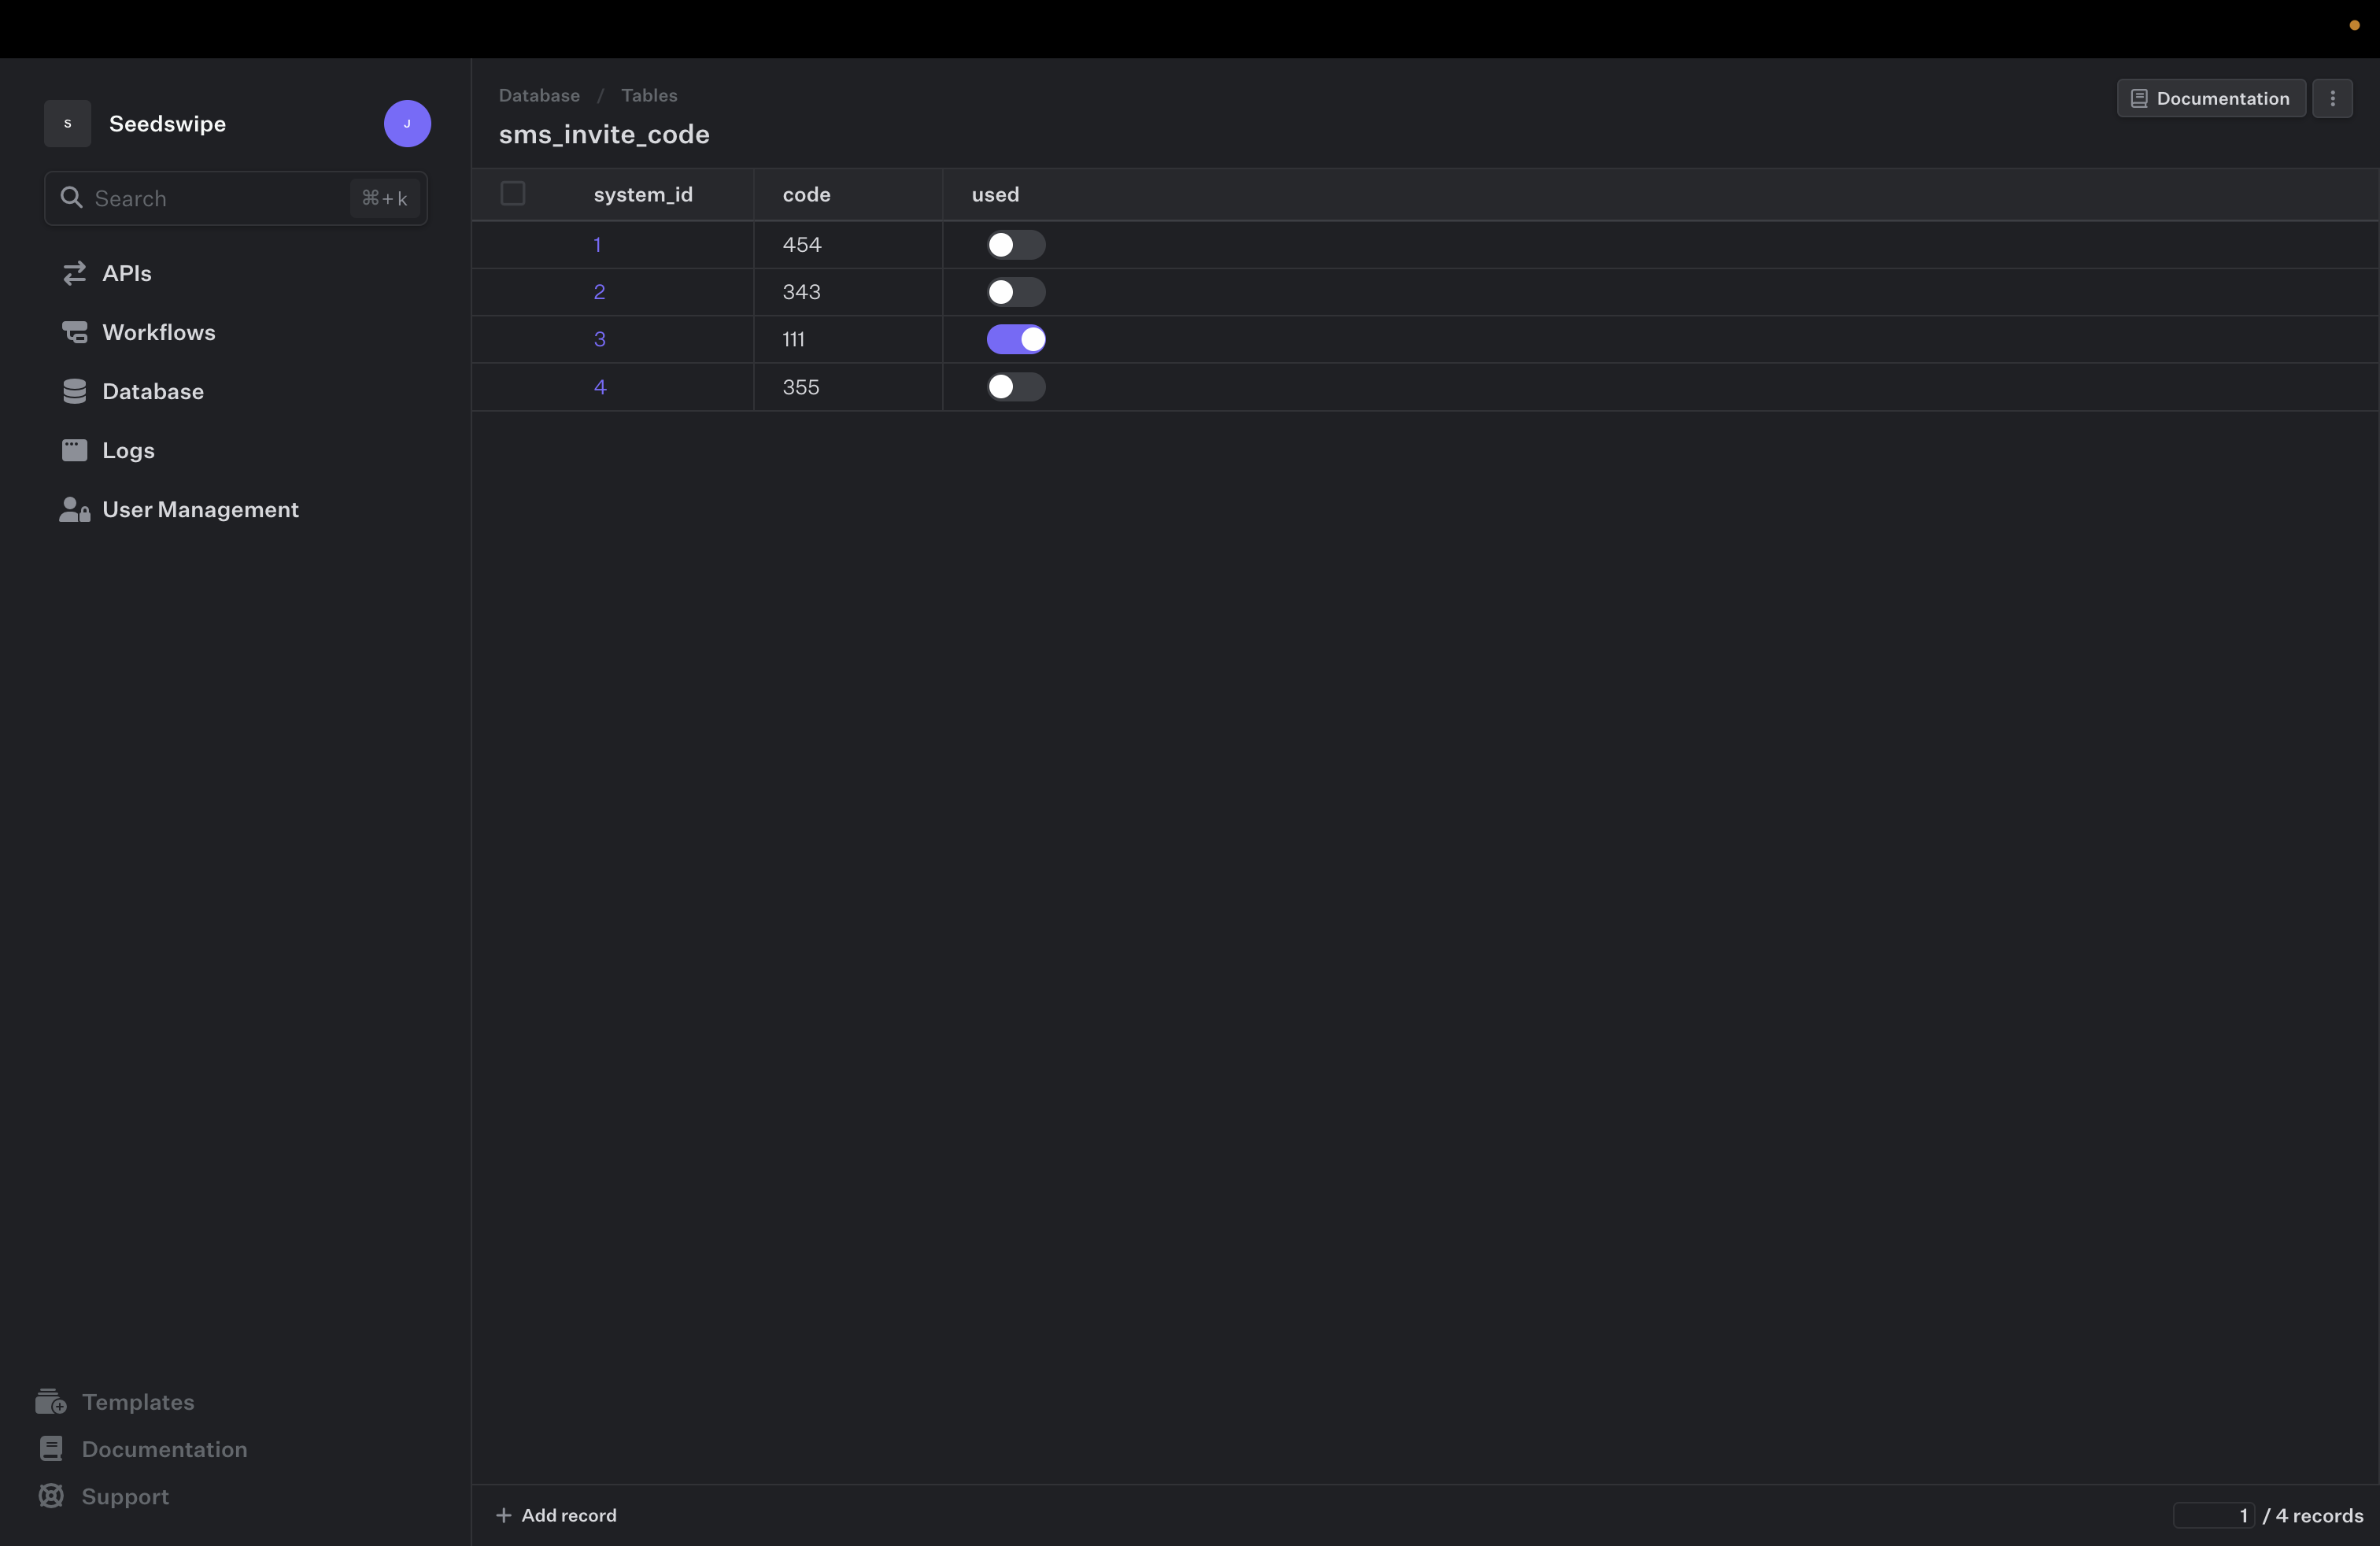 S Seedswipe J
Search ⌘+k
APIs
Workflows
Database
Logs
User Management
Templates
Documentation
Support
Database / Tables
sms_invite_code
Documentation
system_id code used
1 454
2 343
3 111
4 355
+ Add record
1 / 4 records